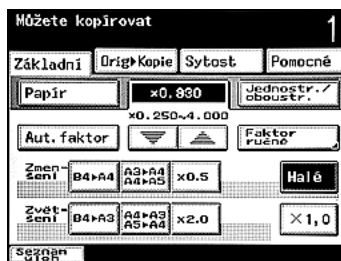 Můžete kopírovat 1
Základní Orig▸Kopie Sytost Pomocné
Papír ×0,930 Jednostr./
oboustr.
×0.250~4.000
Aut. faktor Faktor
ručně
Zmen-
šení B4▸A4 A3▸A4
A4▸A5 ×0.5 Malé
Zvět-
šení B4▸A3 A4▸A3
A5▸A4 ×2.0 ×1,0
Seznam
úloh